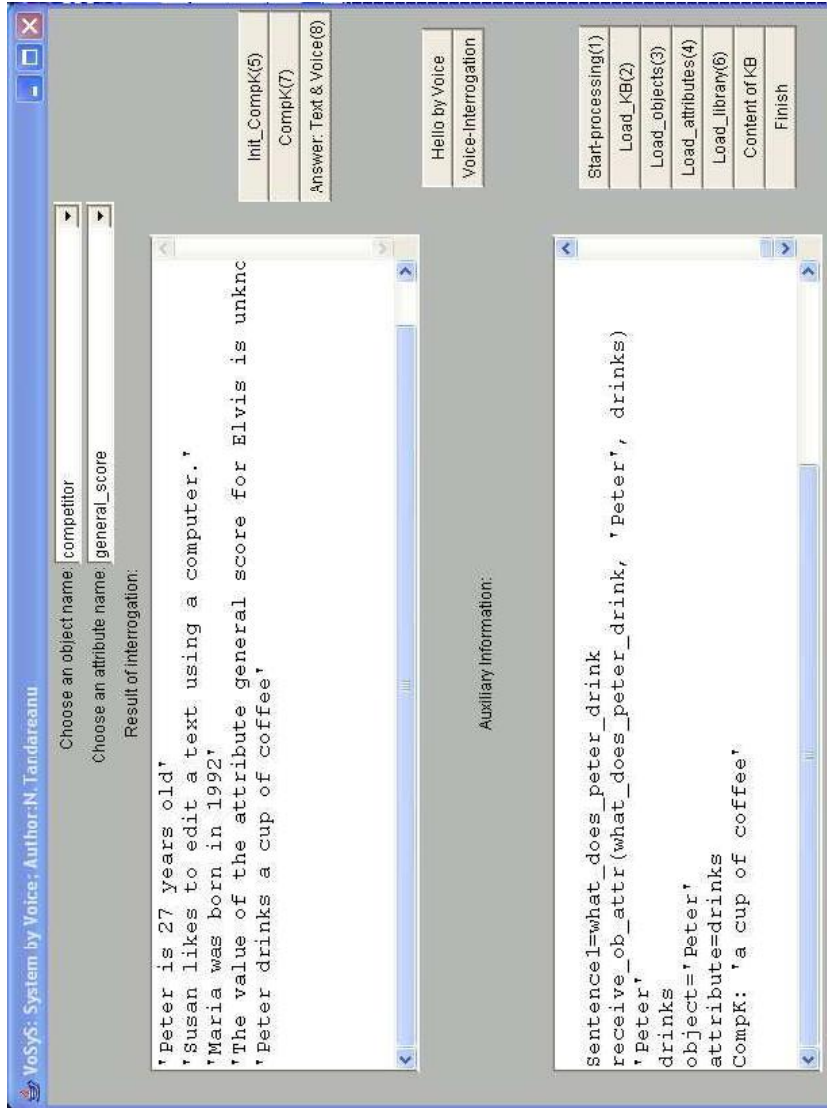 VoSyS: System by Voice; Author:N.Tandareanu
Choose an object name: competitor
Choose an attribute name: general_score
Result of interrogation:
'Peter is 27 years old'
'Susan likes to edit a text using a computer.'
'Maria was born in 1992'
'The value of the attribute general score for Elvis is unknc
'Peter drinks a cup of coffee'
Init_CompK(5)
CompK(7)
Answer: Text & Voice(8)
Hello by Voice
Voice-Interrogation
Auxiliary Information:
Sentence1=what_does_peter_drink
receive_ob_attr(what_does_peter_drink, 'Peter', drinks)
'Peter'
drinks
object='Peter'
attribute=drinks
CompK: 'a cup of coffee'
Start-processing(1)
Load_KB(2)
Load_objects(3)
Load_attributes(4)
Load_library(6)
Content of KB
Finish